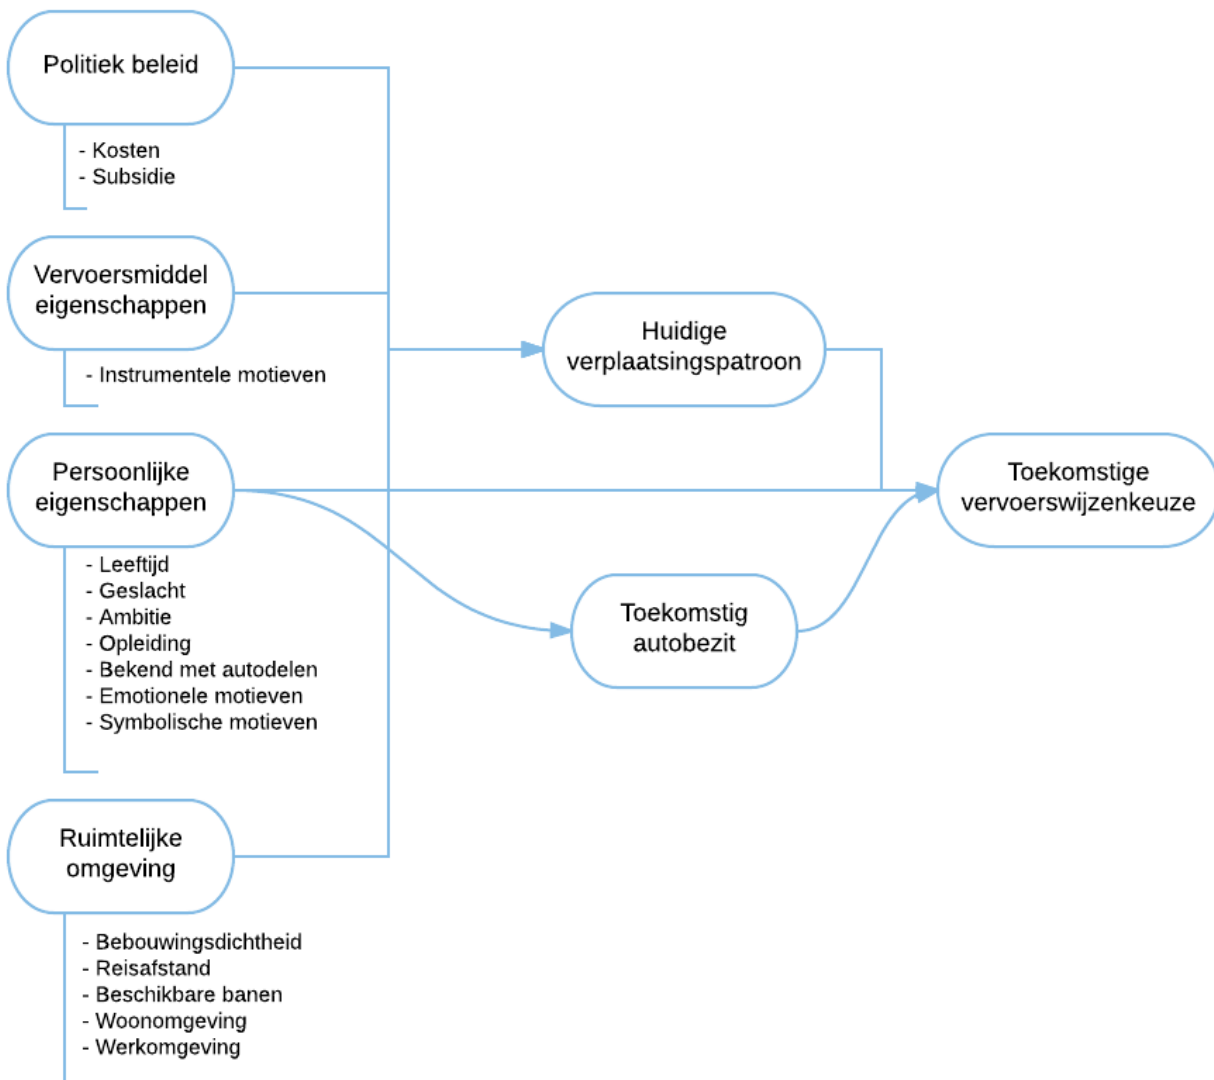 Politiek beleid
- Kosten
- Subsidie
Vervoersmiddel
eigenschappen
- Instrumentele motieven
Huidige
verplaatsingspatroon
Persoonlijke
eigenschappen
- Leeftijd
- Geslacht
- Ambitie
- Opleiding
- Bekend met autodelen
- Emotionele motieven
- Symbolische motieven
Toekomstige
vervoerswijzenkeuze
Toekomstig
autobezit
Ruimtelijke
omgeving
- Bebouwingsdichtheid
- Reisafstand
- Beschikbare banen
- Woonomgeving
- Werkomgeving